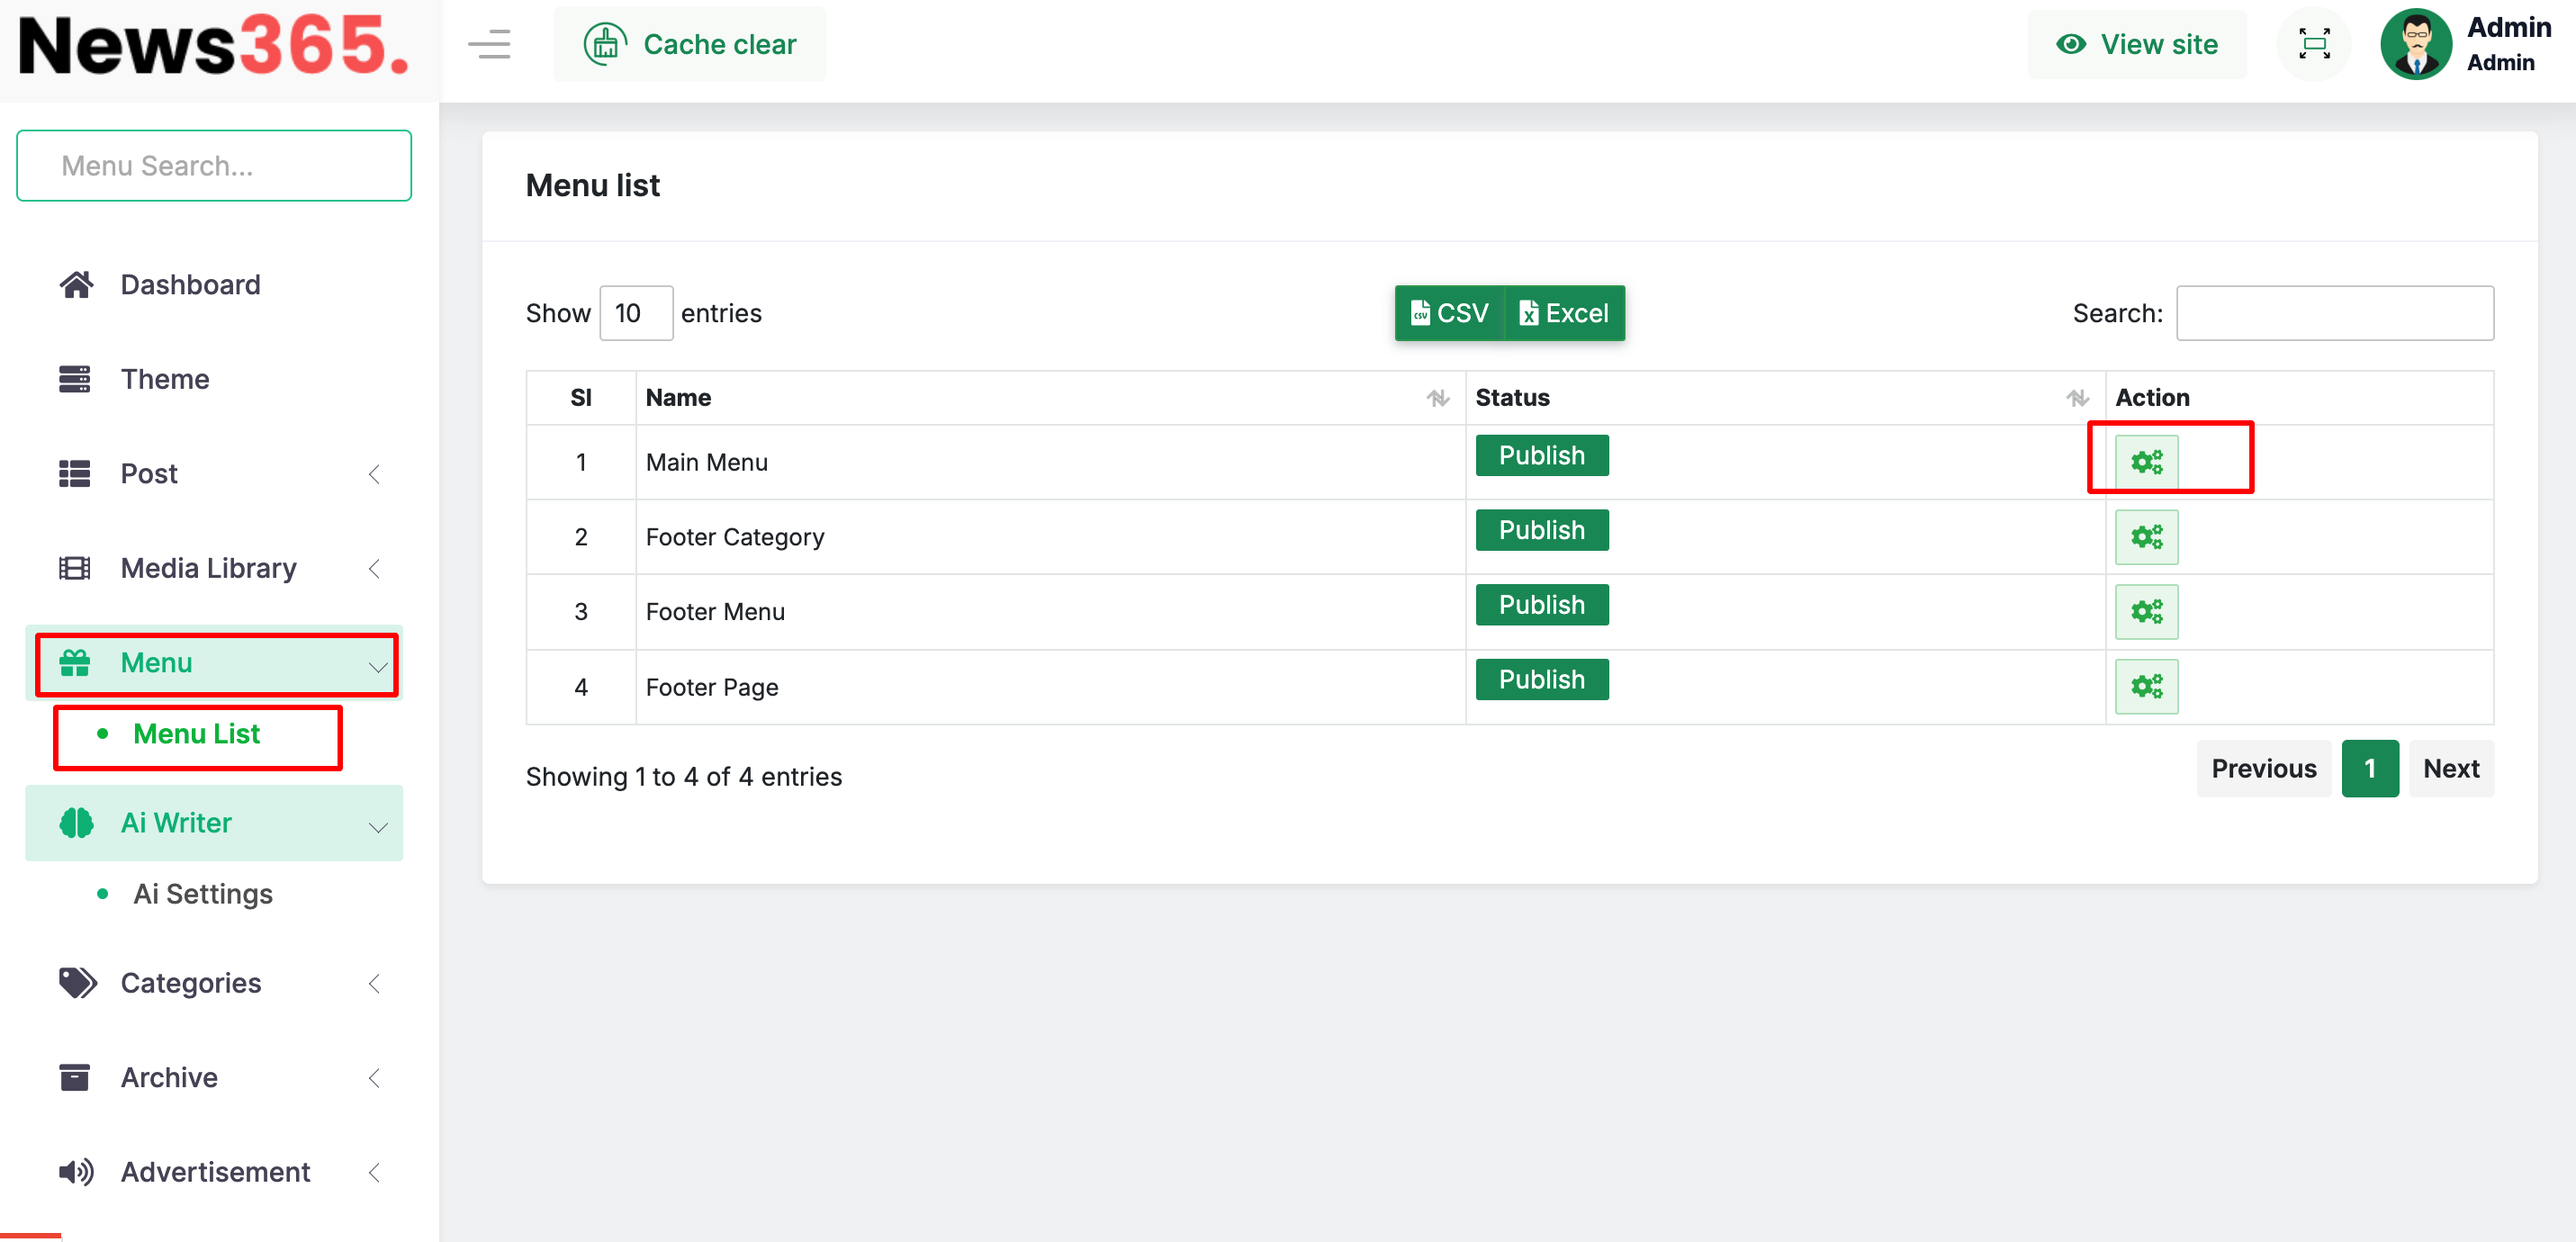 News365.
Cache clear
View site
Admin
Admin
Menu Search...
Dashboard
Theme
Post
Media Library
Menu
Menu List
Ai Writer
Ai Settings
Categories
Archive
Advertisement
Menu list
Show 10 entries
CSV Excel
Search:
Sl Name Status Action
1 Main Menu Publish
2 Footer Category Publish
3 Footer Menu Publish
4 Footer Page Publish
Showing 1 to 4 of 4 entries
Previous 1 Next